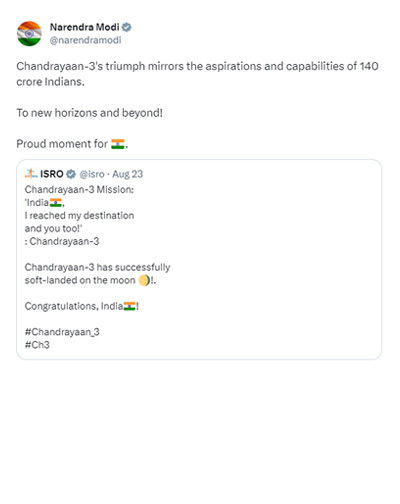 Narendra Modi
@narendramodi
Chandrayaan-3's triumph mirrors the aspirations and capabilities of 140
crore Indians.
To new horizons and beyond!
Proud moment for 🇮🇳.
ISRO @isro · Aug 23
Chandrayaan-3 Mission:
'India🇮🇳,
I reached my destination
and you too!'
: Chandrayaan-3
Chandrayaan-3 has successfully
soft-landed on the moon 🌖!.
Congratulations, India🇮🇳!
#Chandrayaan_3
#Ch3